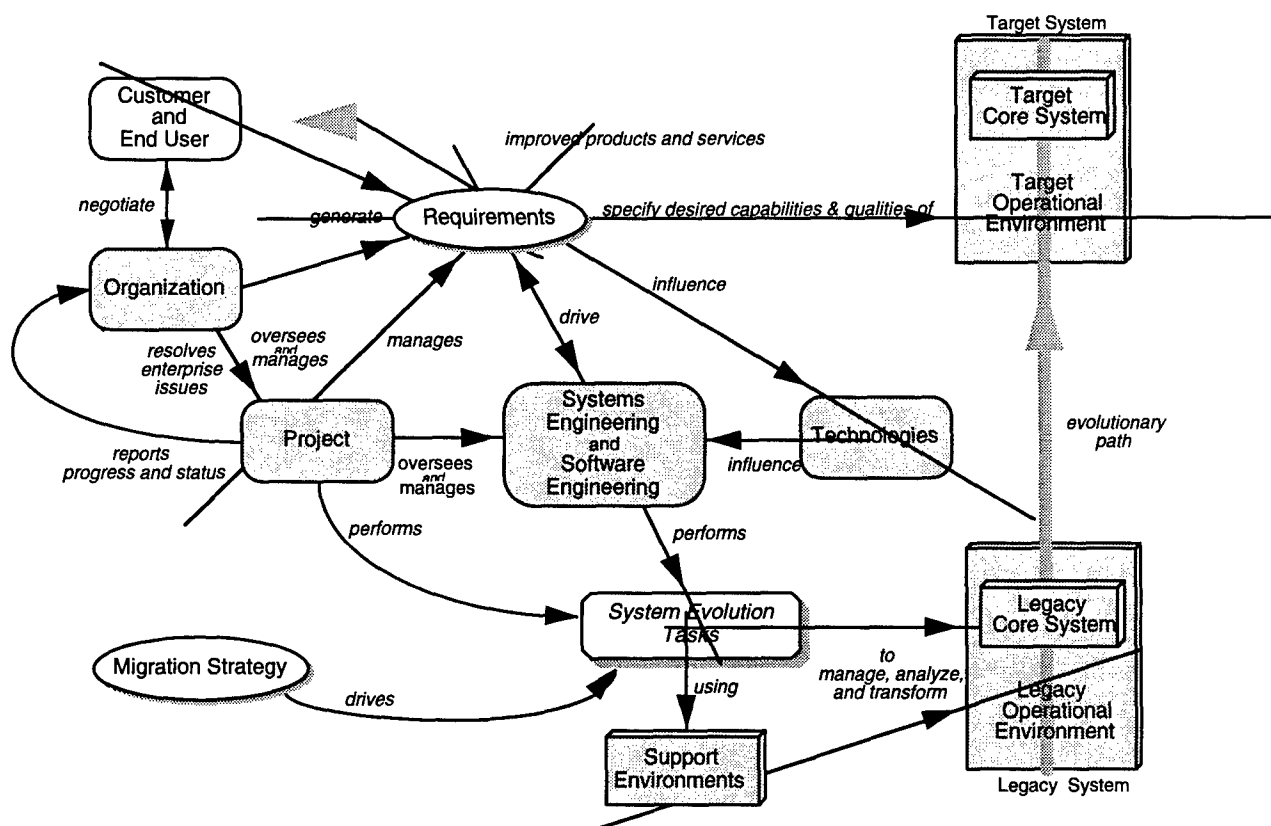 Target System
Customer
and
End User
Target
Core System
improved products and services
Target
Operational
Environment
negotiate
generate
Requirements
specify desired capabilities & qualities of
Organization
influence
resolves
enterprise
issues
oversees
and
manages
manages
drive
Systems
Engineering
and
Software
Engineering
Technologies
evolutionary
path
Project
reports
progress and status
oversees
and
manages
influence
performs
performs
System Evolution
Tasks
Legacy
Core System
Migration Strategy
to
manage, analyze,
and transform
drives
using
Legacy
Operational
Environment
Support
Environments
Legacy System